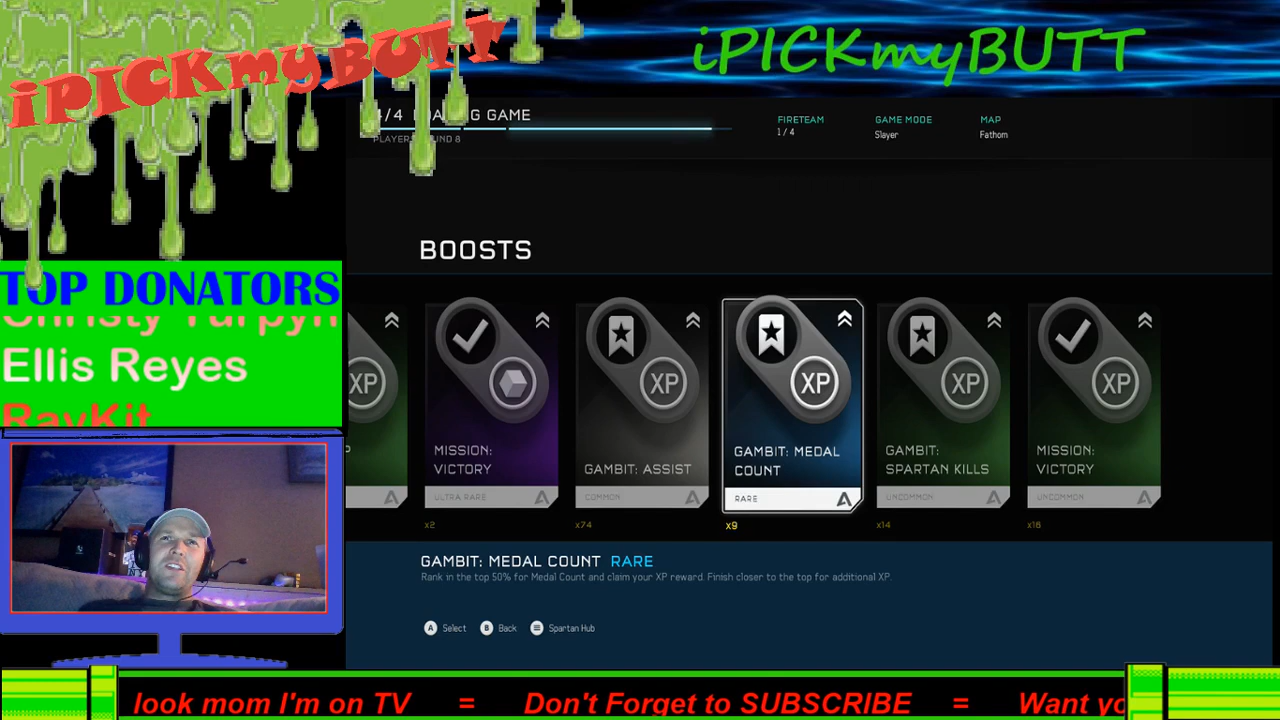 iPICKmyBUTT
iPICKmyBUTT
4/4 GAME
FIRETEAM
1 / 4
GAME MODE
Slayer
MAP
Fathom
BOOSTS
TOP DONATORS
Christy
Ellis Reyes
RavKit
XP
MISSION:
VICTORY
ULTRA RARE
x2
XP
GAMBIT: ASSIST
COMMON
x74
XP
GAMBIT: MEDAL
COUNT
RARE
x9
XP
GAMBIT:
SPARTAN KILLS
UNCOMMON
x14
XP
MISSION:
VICTORY
UNCOMMON
x16
GAMBIT: MEDAL COUNT RARE
Rank in the top 50% for Medal Count and claim your XP reward. Finish closer to the top for additional XP.
A Select B Back Spartan Hub
look mom I'm on TV = Don't Forget to SUBSCRIBE = Want